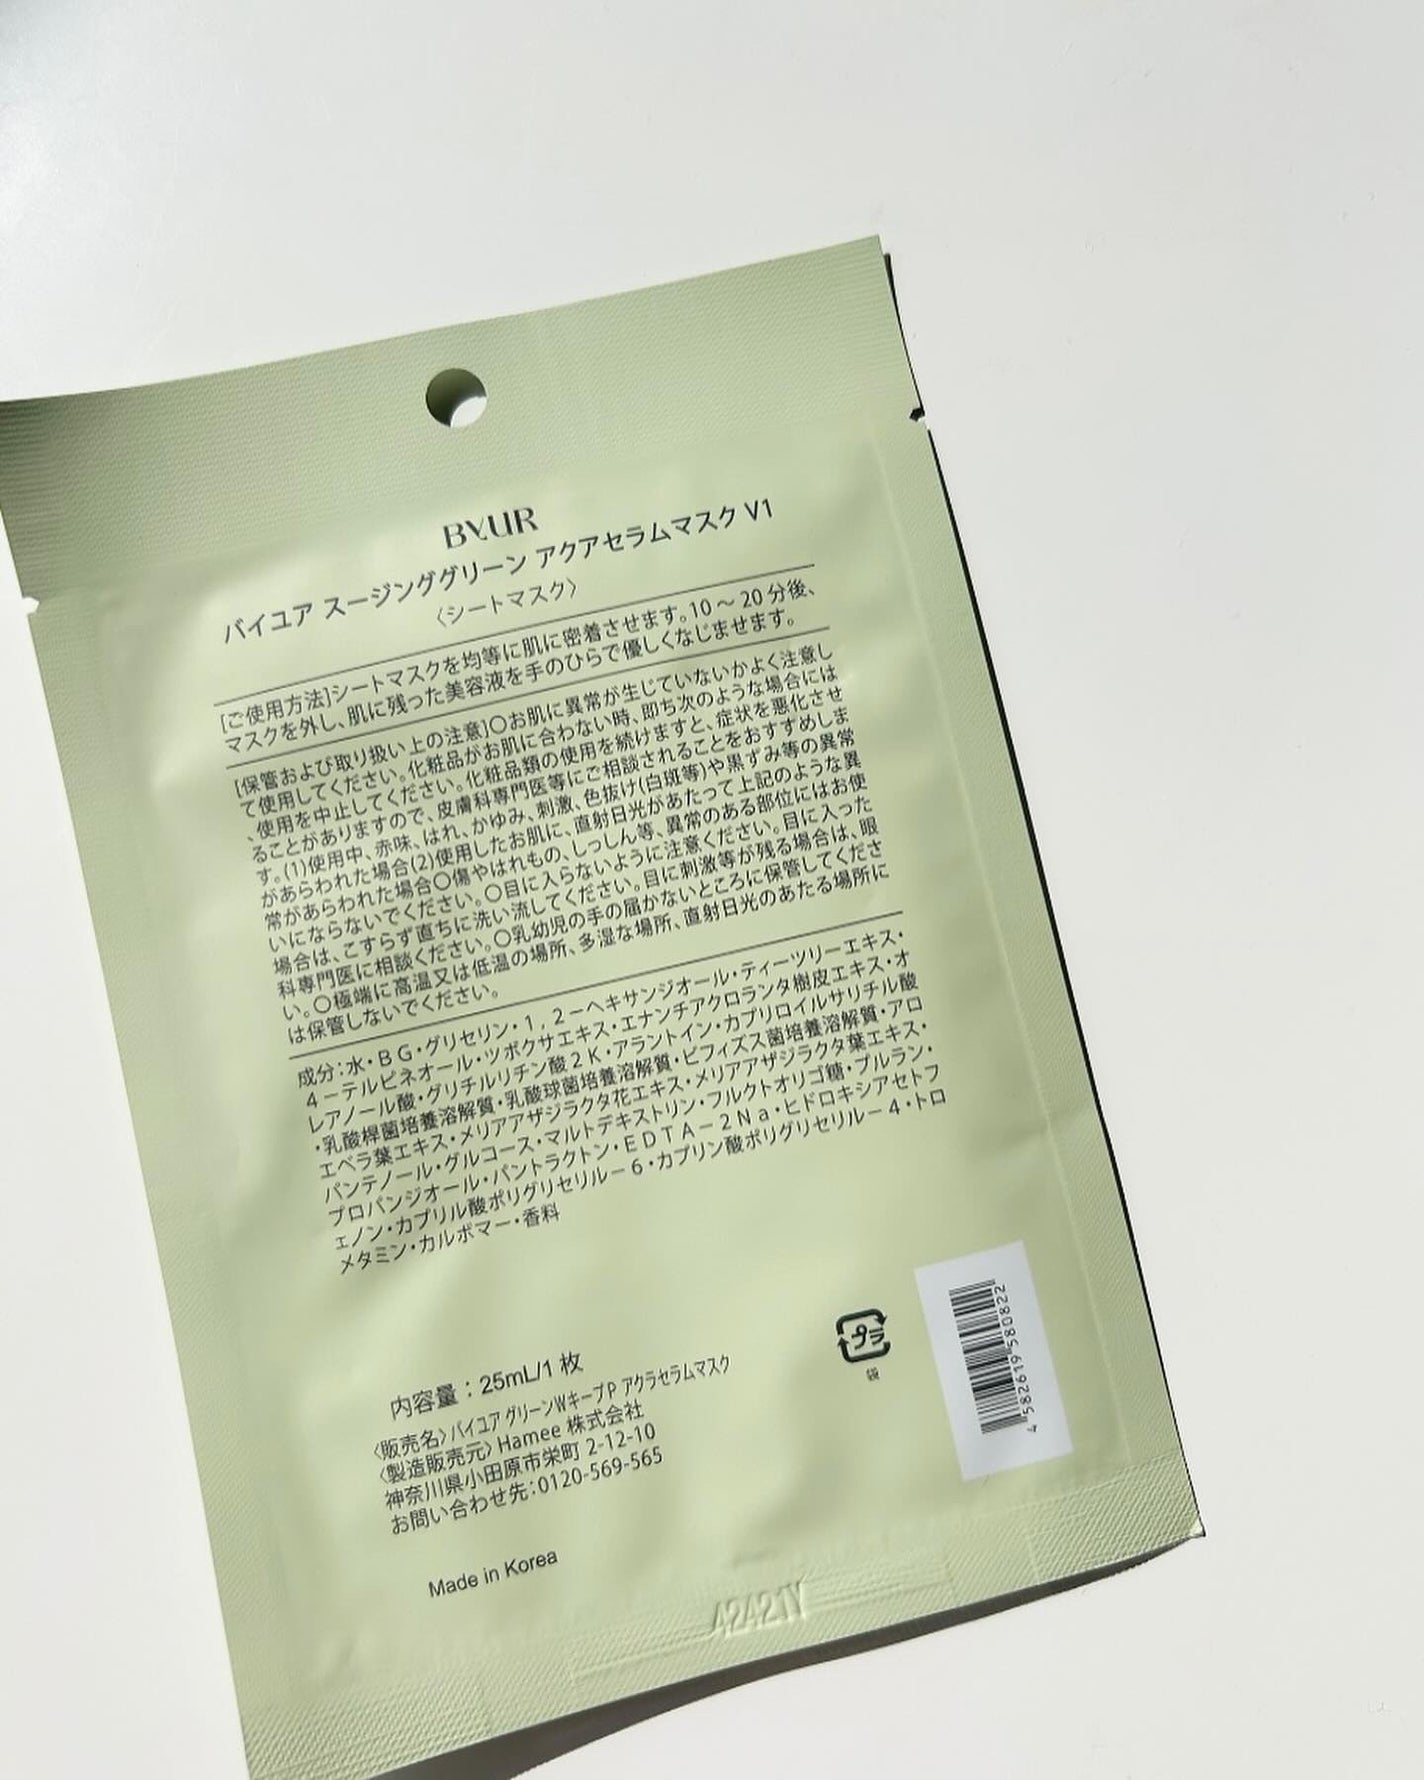 BYUR
バイユア スージンググリーン アクアセラムマスク V1
〈シートマスク〉
[ご使用方法]シートマスクを均等に肌に密着させます。10～20分後、
マスクを外し、肌に残った美容液を手のひらで優しくなじませます。
[保管および取り扱い上の注意]〇お肌に異常が生じていないかよく注意し
て使用してください。化粧品がお肌に合わない時、即ち次のような場合には
、使用を中止してください。化粧品類の使用を続けますと、症状を悪化させ
ることがありますので、皮膚科専門医等にご相談されることをおすすめしま
す。(1)使用中、赤味、はれ、かゆみ、刺激、色抜け(白斑等)や黒ずみ等の異常
があらわれた場合(2)使用したお肌に、直射日光があたって上記のような異
常があらわれた場合〇傷やはれもの、しっしん等、異常のある部位にはお使
いにならないでください。〇目に入らないように注意ください。目に入った
場合は、こすらず直ちに洗い流してください。目に刺激等が残る場合は、眼
科専門医に相談ください。〇乳幼児の手の届かないところに保管してくださ
い。〇極端に高温又は低温の場所、多湿な場所、直射日光のあたる場所に
は保管しないでください。
成分：水・ＢＧ・グリセリン・１，２－ヘキサンジオール・ティーツリーエキス・
４－テルピネオール・ツボクサエキス・エナンチアクロランタ樹皮エキス・オ
レアノール酸・グリチルリチン酸２Ｋ・アラントイン・カプリロイルサリチル酸
・乳酸桿菌培養溶解質・乳酸球菌培養溶解質・ビフィズス菌培養溶解質・アロ
エベラ葉エキス・メリアアザジラクタ花エキス・メリアアザジラクタ葉エキス・
パンテノール・グルコース・マルトデキストリン・フルクトオリゴ糖・プルラン・
プロパンジオール・パントラクトン・ＥＤＴＡ－２Ｎａ・ヒドロキシアセトフ
ェノン・カプリル酸ポリグリセリル－６・カプリン酸ポリグリセリル－４・トロ
メタミン・カルボマー・香料
プラ
袋
4 582619 580822
内容量：25mL/1 枚
〈販売名〉バイユア グリーンWキープP アクラセラムマスク
〈製造販売元〉Hamee 株式会社
神奈川県小田原市栄町 2-12-10
お問い合わせ先：0120-569-565
Made in Korea
42421Y